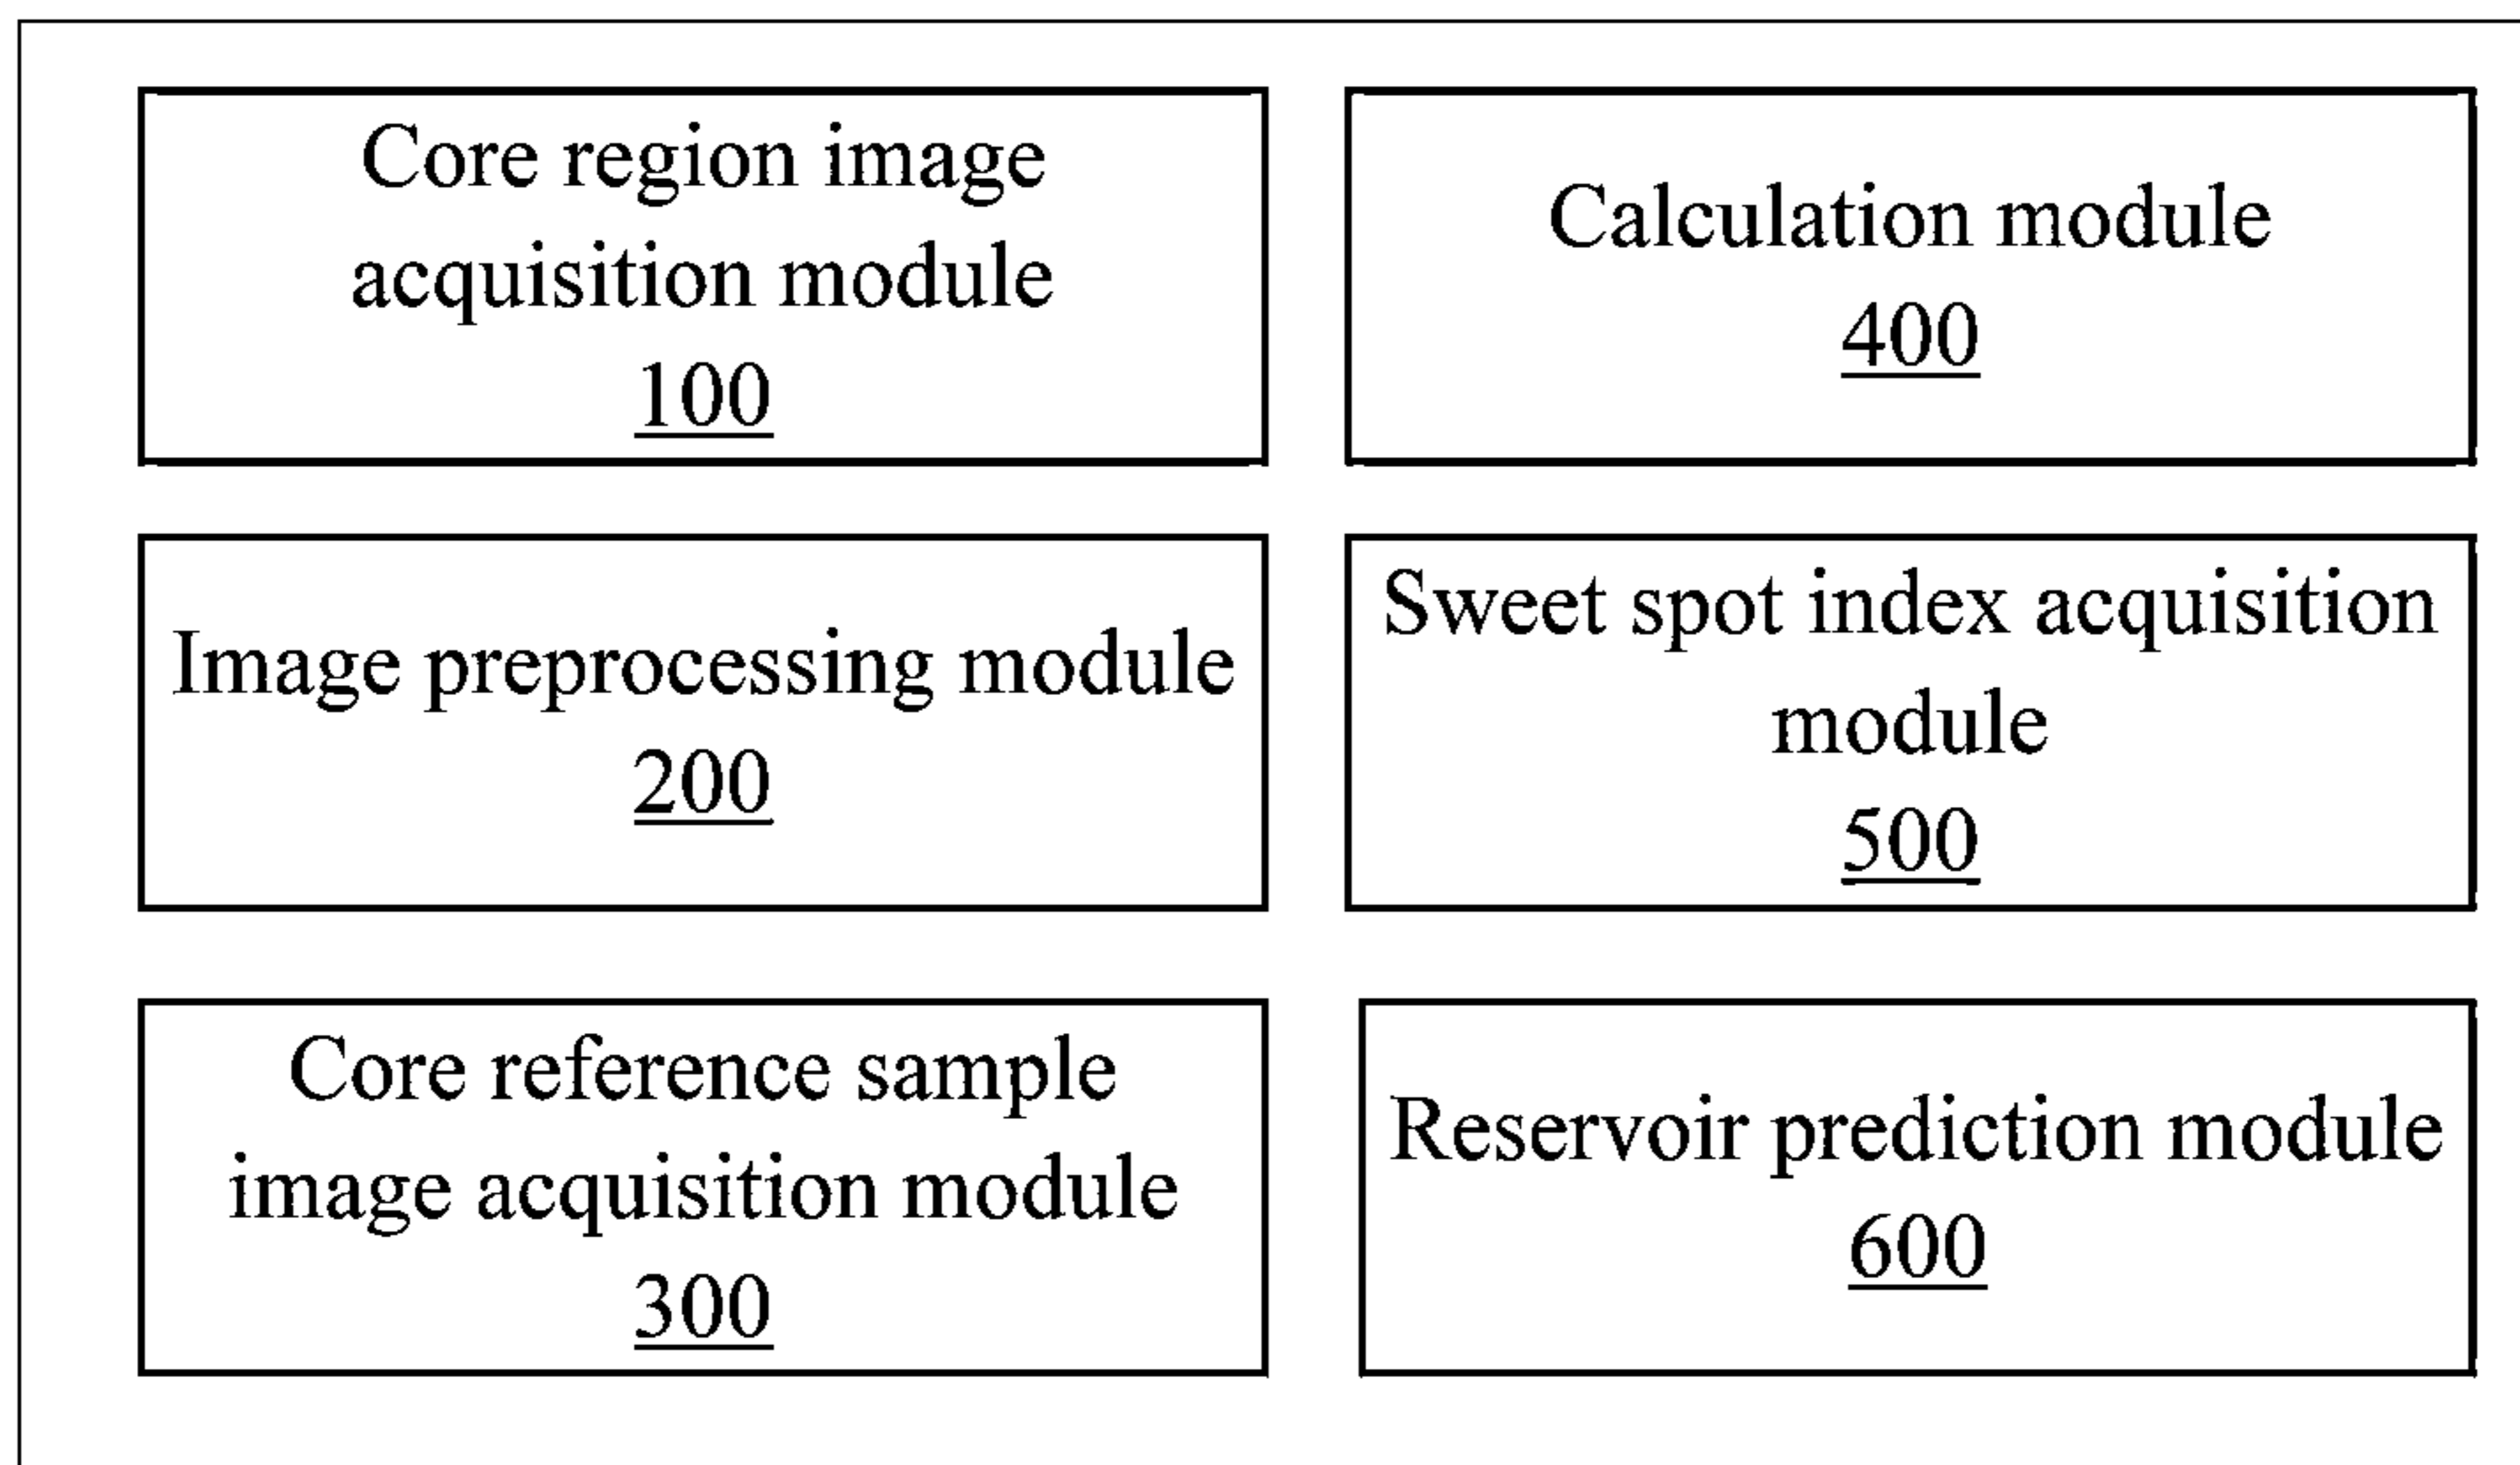 Core region image
acquisition module
100
Image preprocessing module
200
Core reference sample
image acquisition module
300
Calculation module
400
Sweet spot index acquisition
module
500
Reservoir prediction module
600